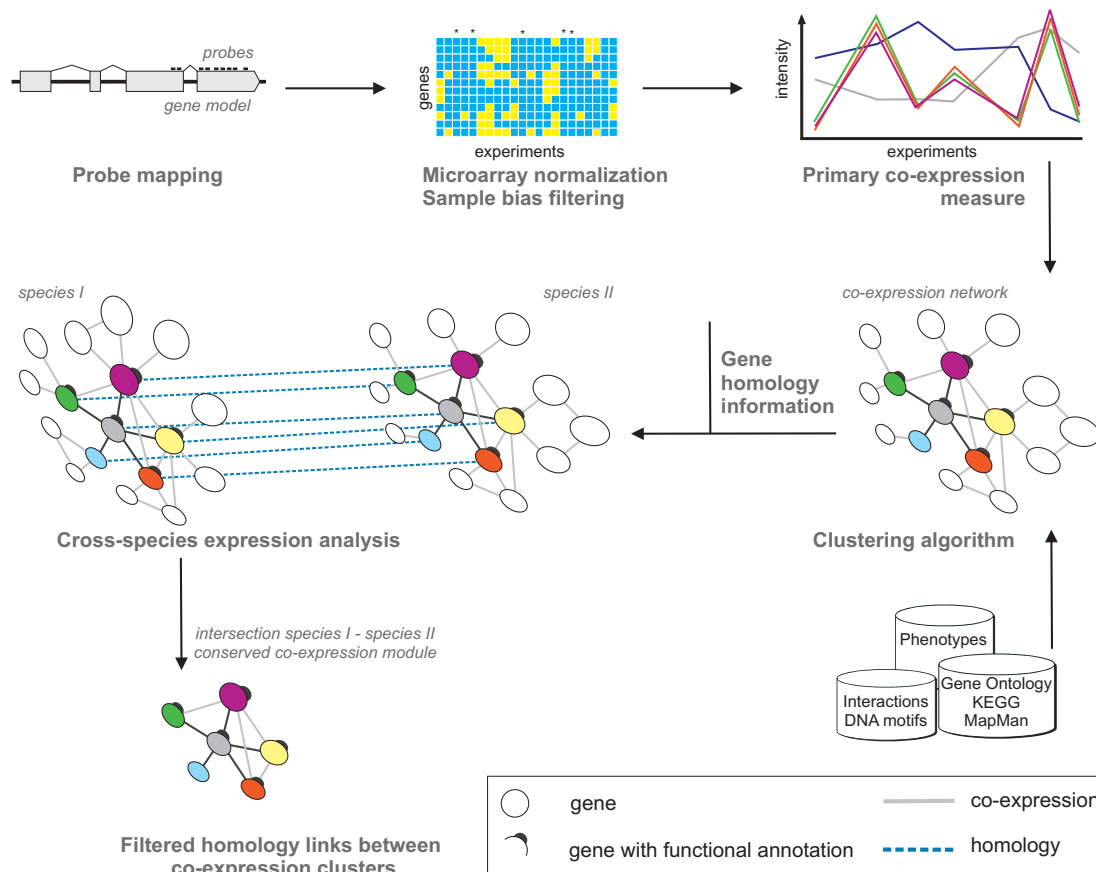 probes
gene model
Probe mapping
* * * * *
genes
experiments
Microarray normalization
Sample bias filtering
intensity
experiments
Primary co-expression
measure
species I
species II
Gene
homology
information
co-expression network
Cross-species expression analysis
Clustering algorithm
intersection species I - species II
conserved co-expression module
Phenotypes
Interactions
DNA motifs
Gene Ontology
KEGG
MapMan
Filtered homology links between
co-expression clusters
gene
co-expression
gene with functional annotation
homology